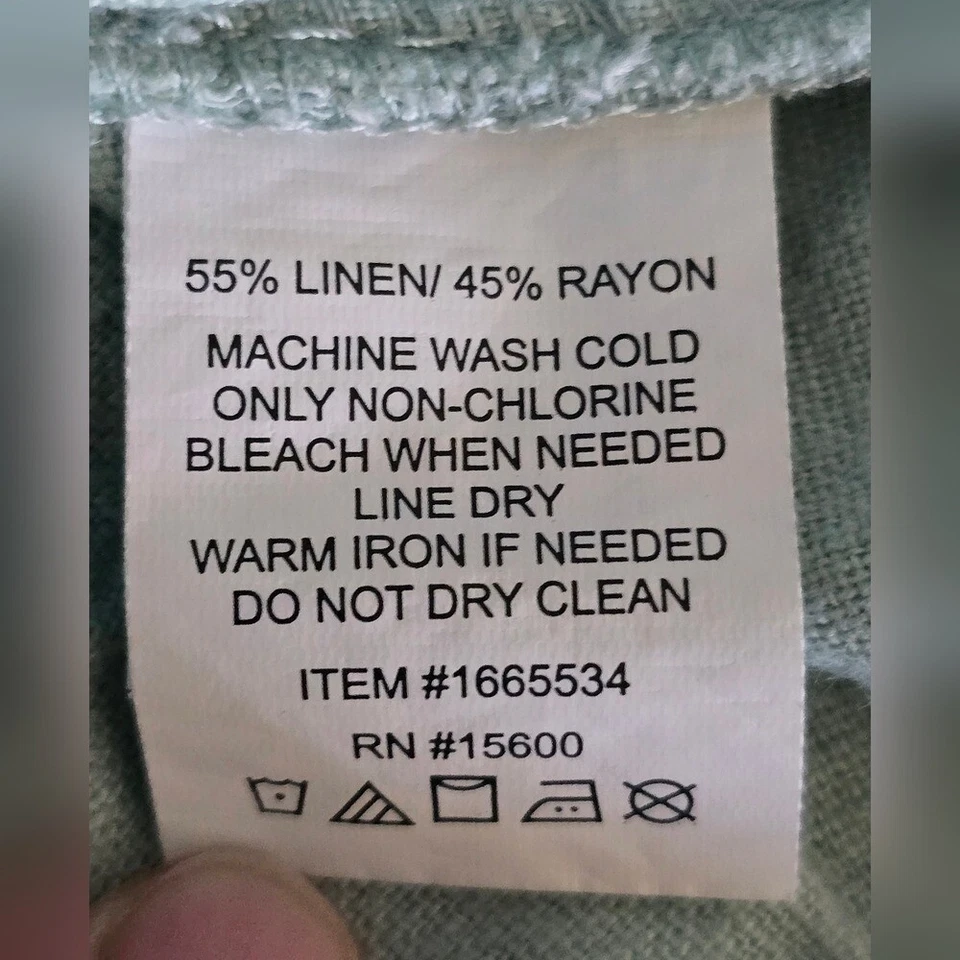 55% LINEN/ 45% RAYON
MACHINE WASH COLD
ONLY NON-CHLORINE
BLEACH WHEN NEEDED
LINE DRY
WARM IRON IF NEEDED
DO NOT DRY CLEAN
ITEM #1665534
RN #15600